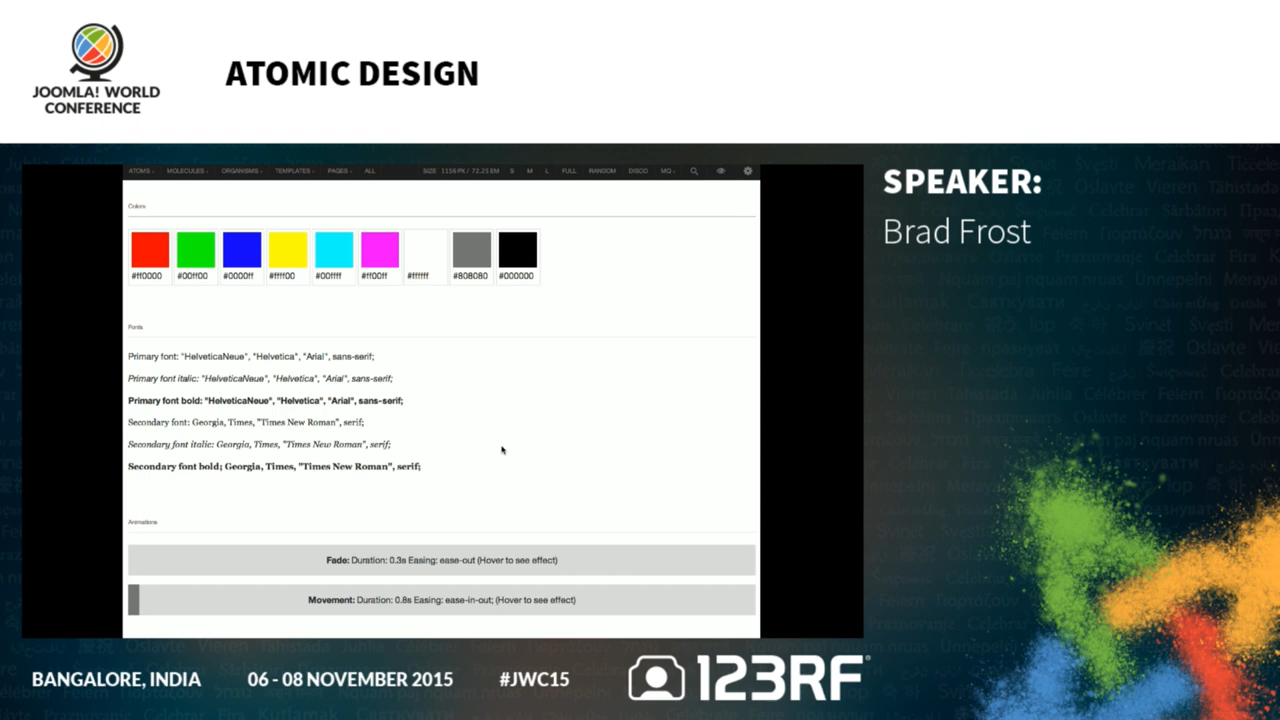 JOOMLA! WORLD
CONFERENCE
ATOMIC DESIGN
ATOMS MOLECULES ORGANISMS TEMPLATES PAGES ALL SIZE 1156 PX / 72.25 EM S M L FULL RANDOM DISCO MQ
Colors
#ff0000 #00ff00 #0000ff #ffff00 #00ffff #ff00ff #ffffff #808080 #000000
Fonts
Primary font: "HelveticaNeue", "Helvetica", "Arial", sans-serif;
Primary font italic: "HelveticaNeue", "Helvetica", "Arial", sans-serif;
Primary font bold: "HelveticaNeue", "Helvetica", "Arial", sans-serif;
Secondary font: Georgia, Times, "Times New Roman", serif;
Secondary font italic: Georgia, Times, "Times New Roman", serif;
Secondary font bold; Georgia, Times, "Times New Roman", serif;
Animations
Fade: Duration: 0.3s Easing: ease-out (Hover to see effect)
Movement: Duration: 0.8s Easing: ease-in-out; (Hover to see effect)
SPEAKER:
Brad Frost
BANGALORE, INDIA 06 - 08 NOVEMBER 2015 #JWC15 123RF®